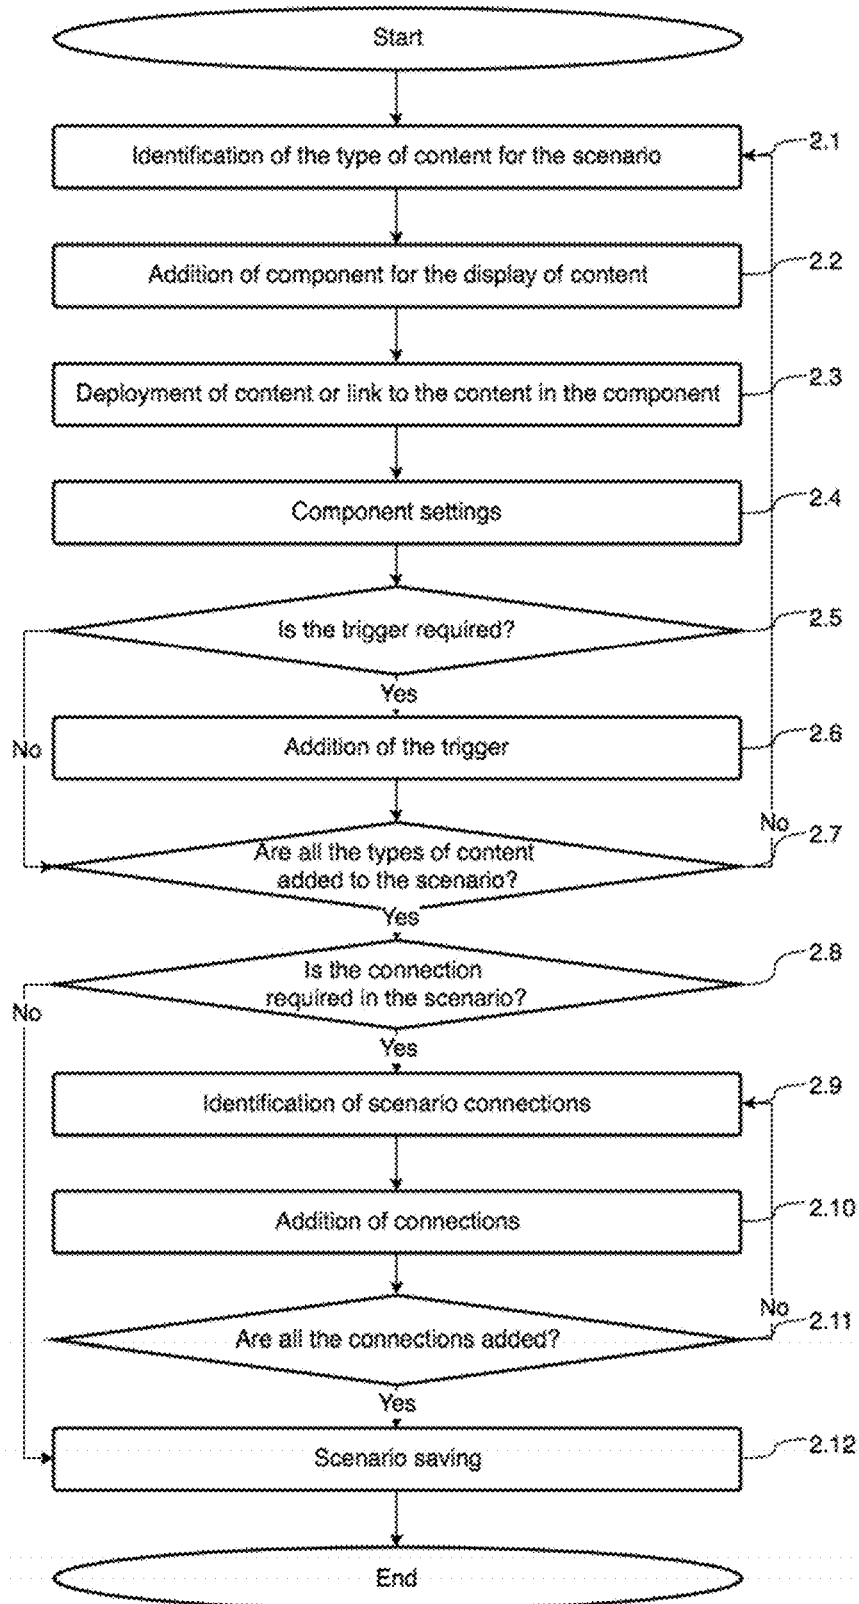 Start
Identification of the type of content for the scenario
2.1
Addition of component for the display of content
2.2
Deployment of content or link to the content in the component
2.3
Component settings
2.4
Is the trigger required?
2.5
Yes
Addition of the trigger
2.6
No
No
Are all the types of content
added to the scenario?
2.7
Yes
Is the connection
required in the scenario?
2.8
No
Yes
Identification of scenario connections
2.9
Addition of connections
2.10
No
Are all the connections added?
2.11
Yes
Scenario saving
2.12
End